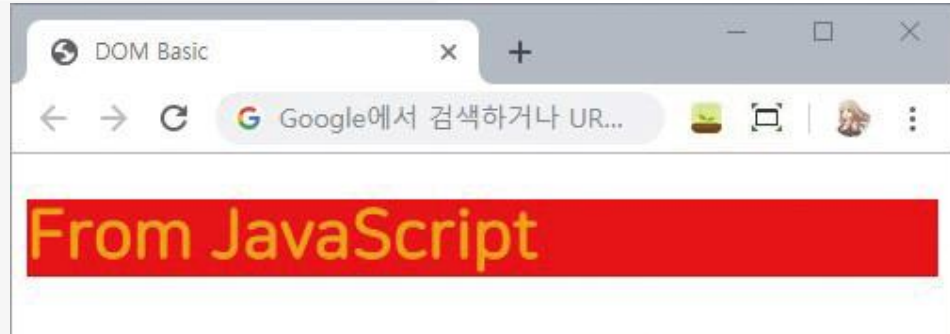 DOM Basic
Google에서 검색하거나 UR...
From JavaScript